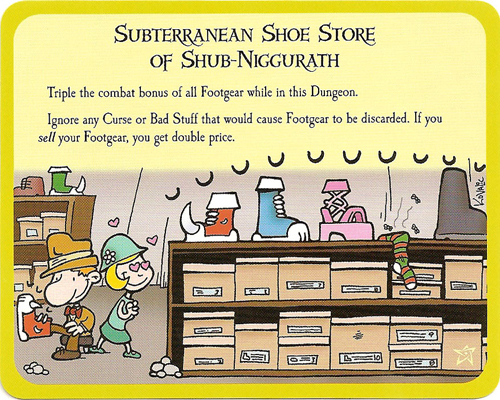 Subterranean Shoe Store
of Shub-Niggurath
Triple the combat bonus of all Footgear while in this Dungeon.
Ignore any Curse or Bad Stuff that would cause Footgear to be discarded. If you
sell your Footgear, you get double price.
Kovalic